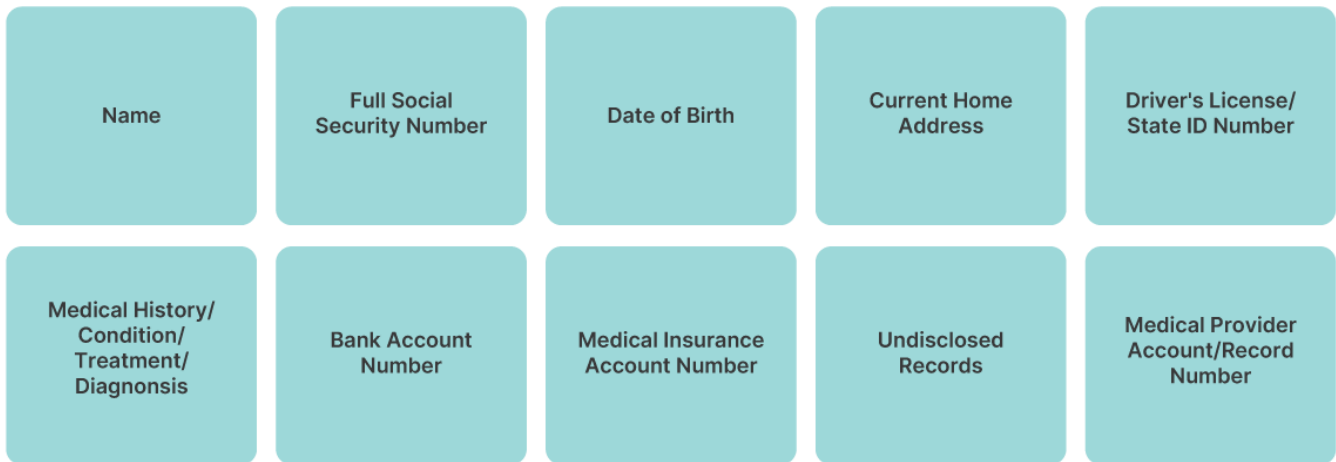 Name
Full Social
Security Number
Date of Birth
Current Home
Address
Driver's License/
State ID Number
Medical History/
Condition/
Treatment/
Diagnonsis
Bank Account
Number
Medical Insurance
Account Number
Undisclosed
Records
Medical Provider
Account/Record
Number